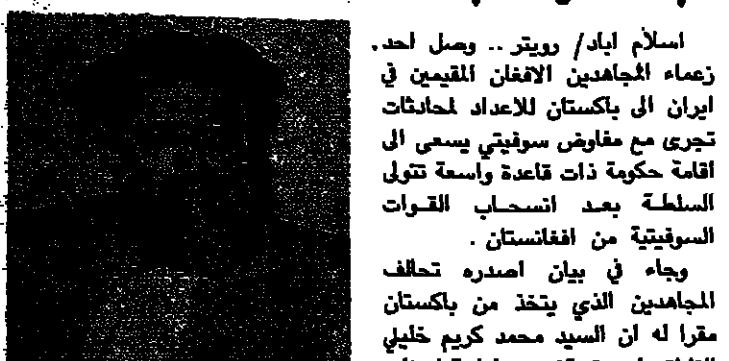 اسلام اباد/ رويتر .. وصل احد
زعماء المجاهدين الافغان المقيمين في
ايران الى باكستان للاعداد لمحادثات
تجرى مع مفاوض سوفيتي يسعى الى
اقامة حكومة ذات قاعدة واسعة تتولى
السلطة بعد انسحاب القوات
السوفيتية من افغانستان .
وجاء في بيان اصدره تحالف
المجاهدين الذي يتخذ من باكستان
مقرا له ان السيد محمد كريم خليلي